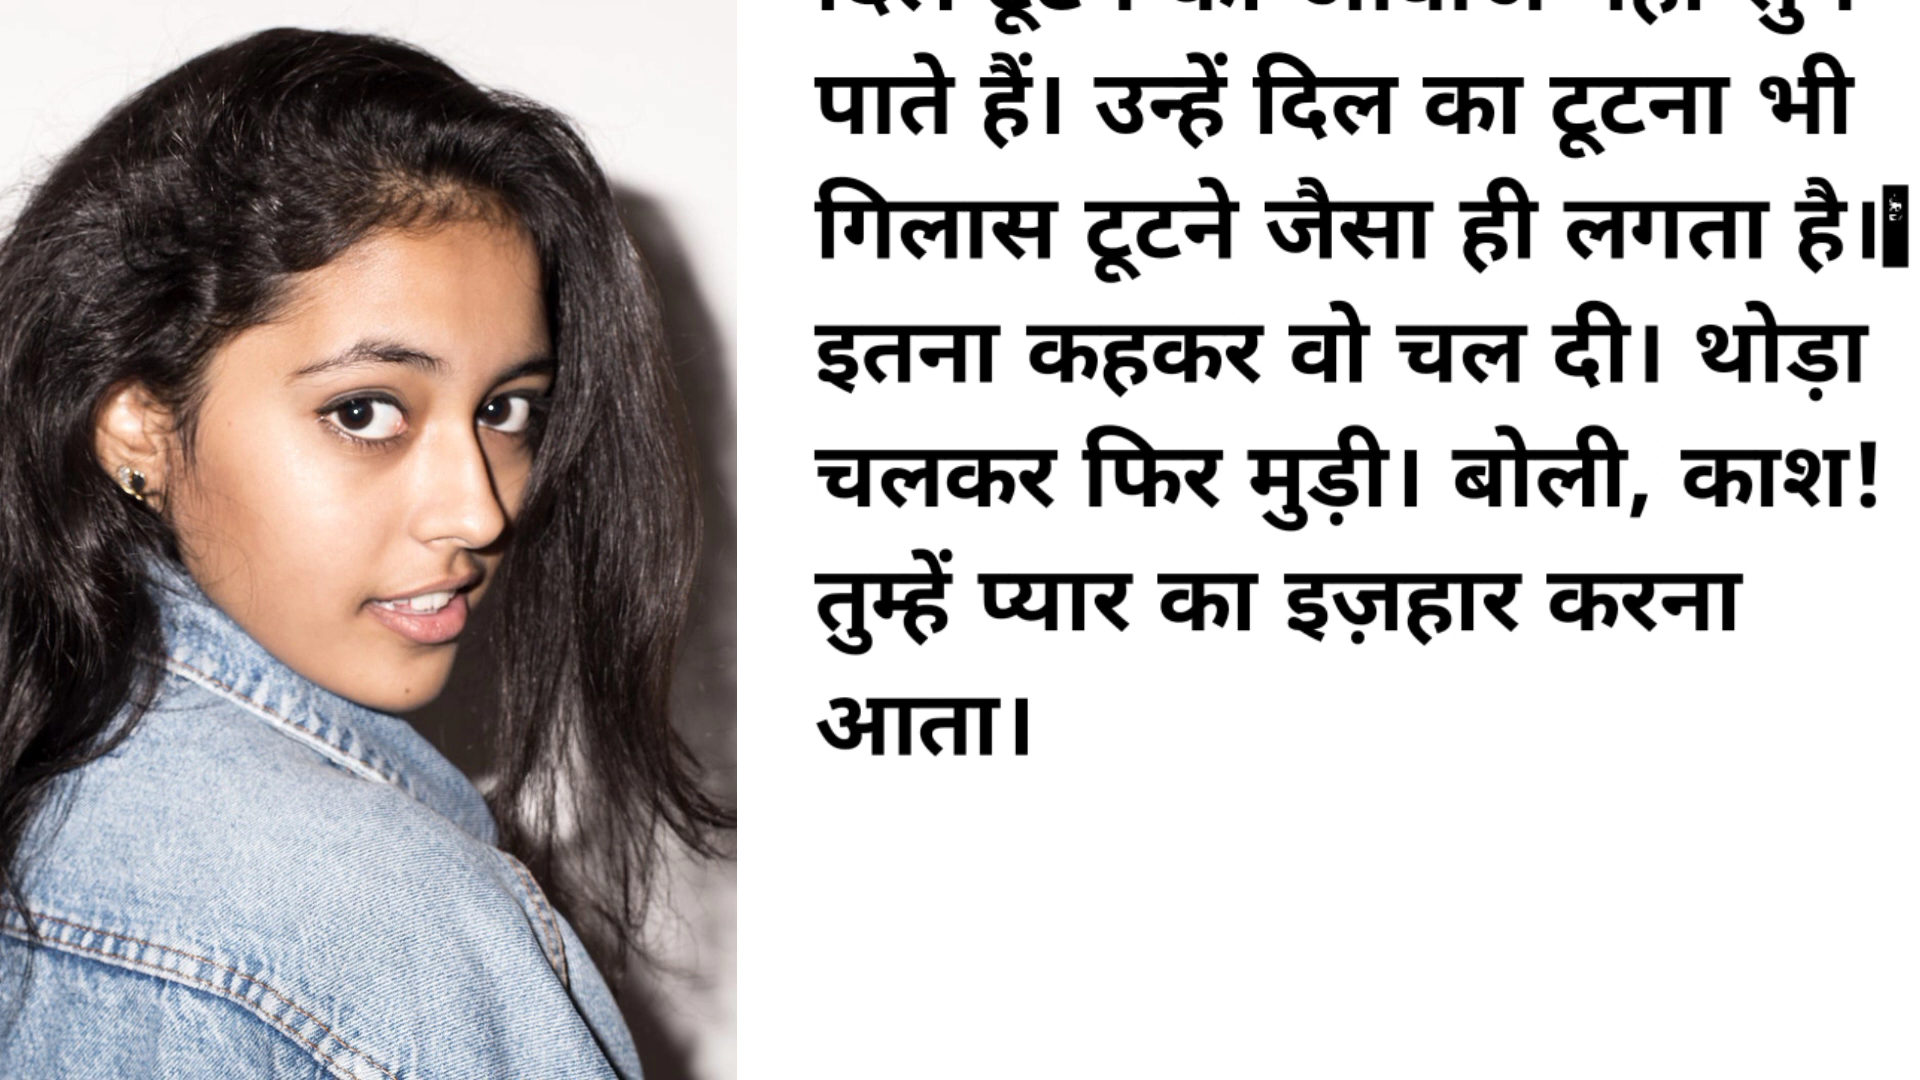 पाते हैं। उन्हें दिल का टूटना भी
गिलास टूटने जैसा ही लगता है।
इतना कहकर वो चल दी। थोड़ा
चलकर फिर मुड़ी। बोली, काश!
तुम्हें प्यार का इज़हार करना
आता।